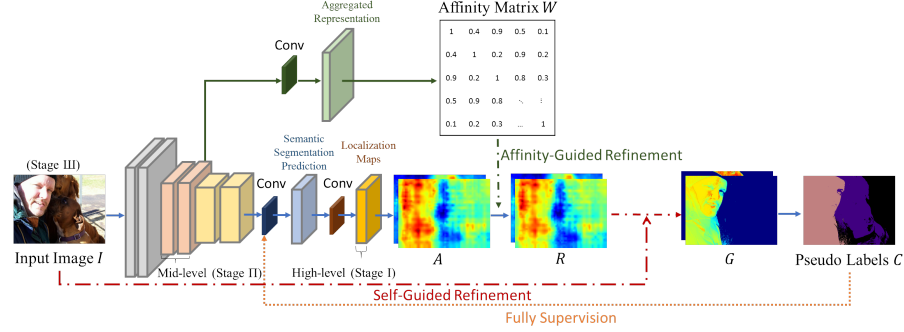 Aggregated
Representation
Affinity Matrix W
Conv
1 0.4 0.9 0.5 0.1
0.4 1 0.2 0.9 0.2
0.9 0.2 1 0.8 0.3
0.5 0.9 0.8 ⋱ ⋮
0.1 0.2 0.3 ... 1
(Stage III)
Semantic
Segmentation
Prediction
Localization
Maps
Affinity-Guided Refinement
Conv
Conv
Input Image I
Mid-level (Stage II)
High-level (Stage I)
A
R
G
Pseudo Labels C
Self-Guided Refinement
Fully Supervision